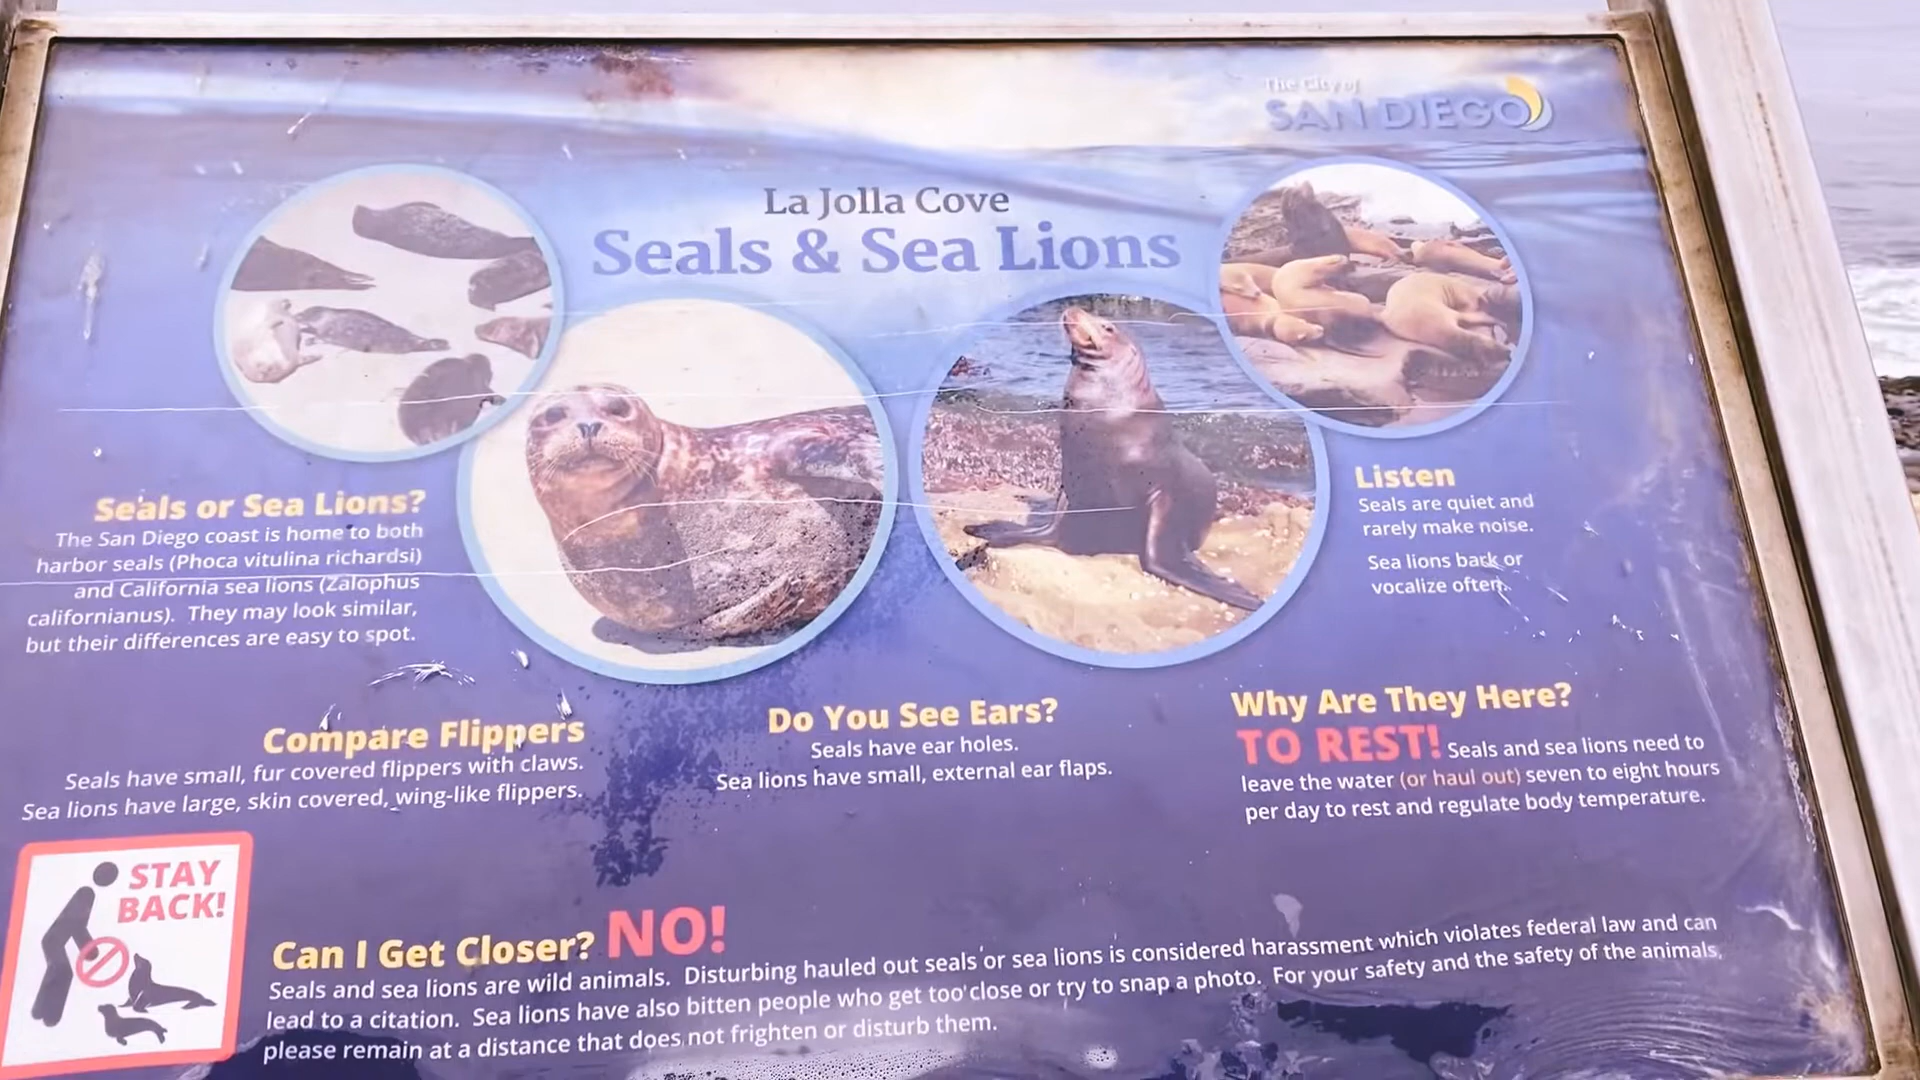 The City of
SAN DIEGO
La Jolla Cove
Seals & Sea Lions
Seals or Sea Lions?
The San Diego coast is home to both
harbor seals (Phoca vitulina richardsi)
and California sea lions (Zalophus
californianus). They may look similar,
but their differences are easy to spot.
Listen
Seals are quiet and
rarely make noise.
Sea lions back or
vocalize often.
Compare Flippers
Seals have small, fur covered flippers with claws.
Sea lions have large, skin covered, wing-like flippers.
Do You See Ears?
Seals have ear holes.
Sea lions have small, external ear flaps.
Why Are They Here?
TO REST! Seals and sea lions need to
leave the water (or haul out) seven to eight hours
per day to rest and regulate body temperature.
STAY
BACK!
Can I Get Closer? NO!
Seals and sea lions are wild animals. Disturbing hauled out seals or sea lions is considered harassment which violates federal law and can
lead to a citation. Sea lions have also bitten people who get too close or try to snap a photo. For your safety and the safety of the animals,
please remain at a distance that does not frighten or disturb them.